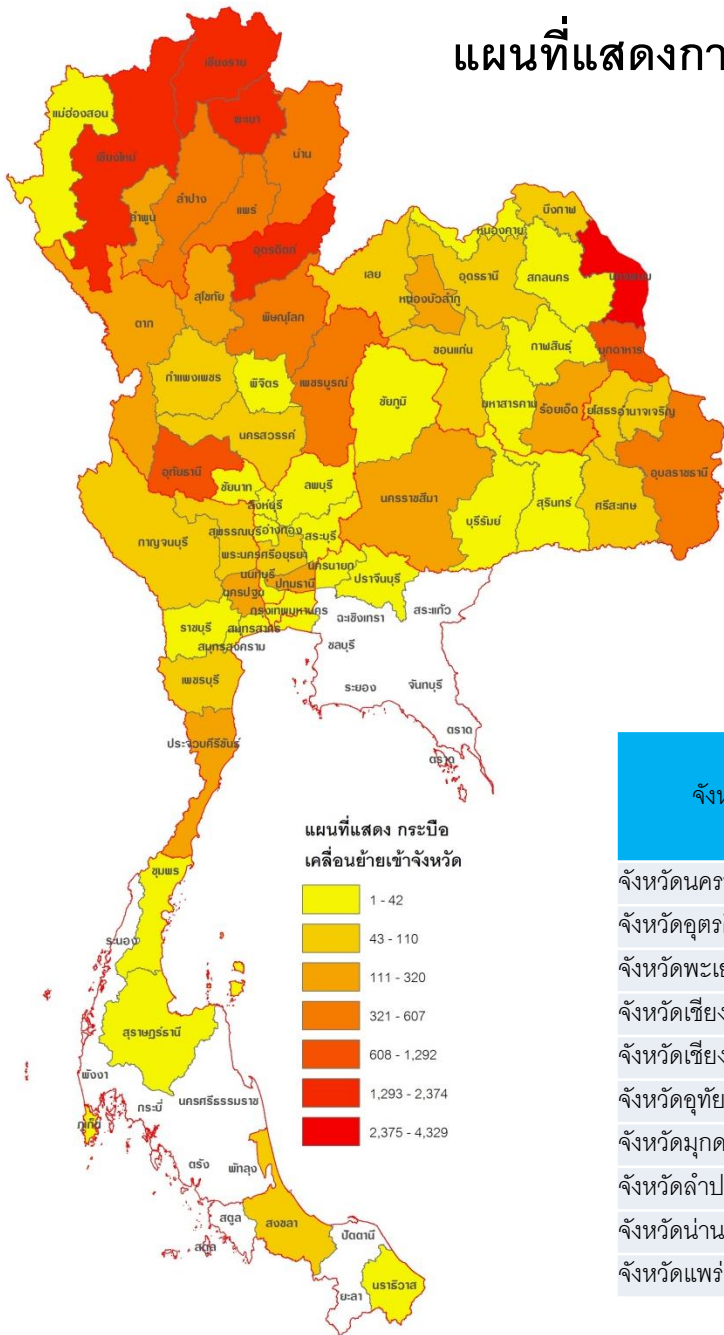 แผนที่แสดงกา
เชียงราย
แม่ฮ่องสอน
พะเยา
เชียงใหม่
น่าน
ลำปาง
แพร่
ลำพูน
บึงกาฬ
หนองคาย
อุตรดิตถ์
เลย
อุดรธานี
สกลนคร
นครพนม
สุโขทัย
หนองบัวลำภู
ตาก
พิษณุโลก
ขอนแก่น
กาฬสินธุ์
มุกดาหาร
กำแพงเพชร
พิจิตร
เพชรบูรณ์
ชัยภูมิ
มหาสารคาม
ร้อยเอ็ด
ยโสธร
อำนาจเจริญ
นครสวรรค์
อุทัยธานี
อุบลราชธานี
ชัยนาท
ลพบุรี
นครราชสีมา
บุรีรัมย์
สุรินทร์
ศรีสะเกษ
สิงห์บุรี
กาญจนบุรี
สุพรรณบุรี
อ่างทอง
สระบุรี
พระนครศรีอยุธยา
นครนายก
นนทบุรี
ปทุมธานี
ปราจีนบุรี
นครปฐม
กรุงเทพมหานคร
ฉะเชิงเทรา
สระแก้ว
ราชบุรี
สมุทรสาคร
สมุทรสงคราม
ชลบุรี
เพชรบุรี
ระยอง
จันทบุรี
ตราด
ตราด
ประจวบคีรีขันธ์
จังห
แผนที่แสดง กระบือ
เคลื่อนย้ายเข้าจังหวัด
1 - 42
43 - 110
111 - 320
321 - 607
608 - 1,292
1,293 - 2,374
2,375 - 4,329
ชุมพร
ระนอง
สุราษฎร์ธานี
พังงา
กระบี่
นครศรีธรรมราช
ภูเก็ต
ตรัง
พัทลุง
สตูล
สตูล
สงขลา
ปัตตานี
ยะลา
นราธิวาส
จังหวัดนคร
จังหวัดอุตร
จังหวัดพะเ
จังหวัดเชียง
จังหวัดเชียง
จังหวัดอุทัย
จังหวัดมุกด
จังหวัดลำป
จังหวัดน่าน
จังหวัดแพร่